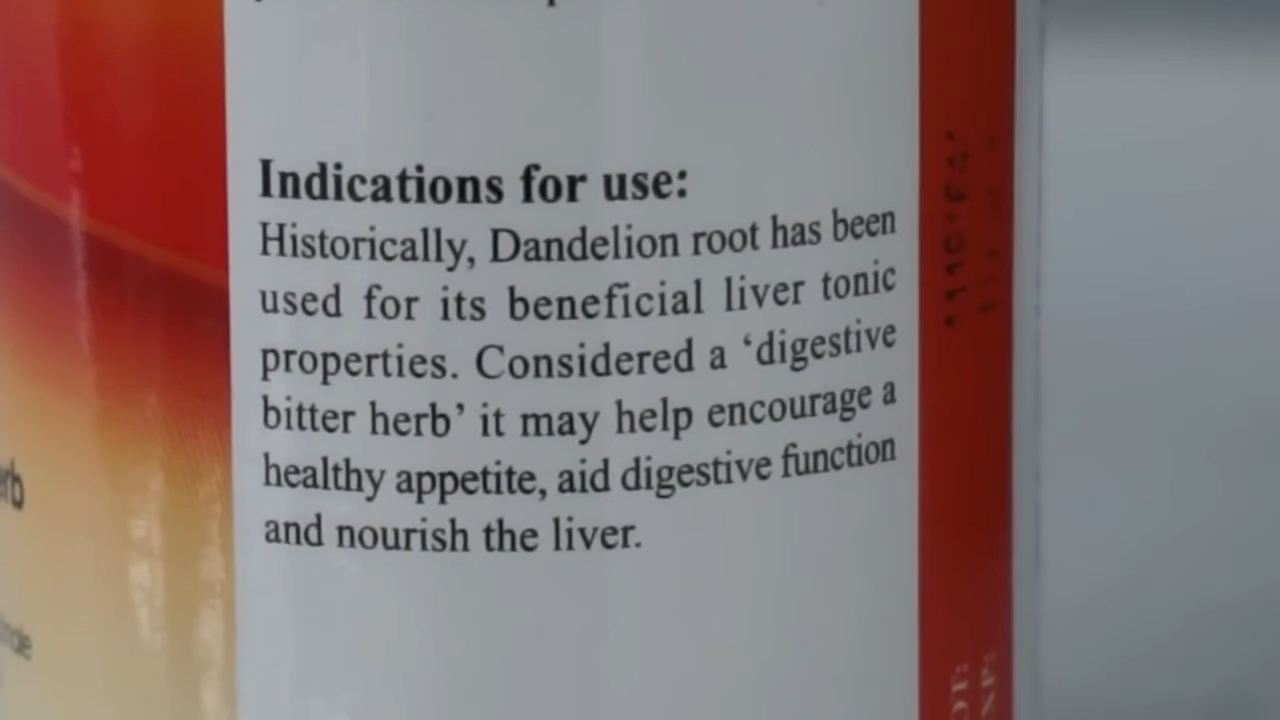 Indications for use:
Historically, Dandelion root has been
used for its beneficial liver tonic
properties. Considered a ‘digestive
bitter herb’ it may help encourage a
healthy appetite, aid digestive function
and nourish the liver.